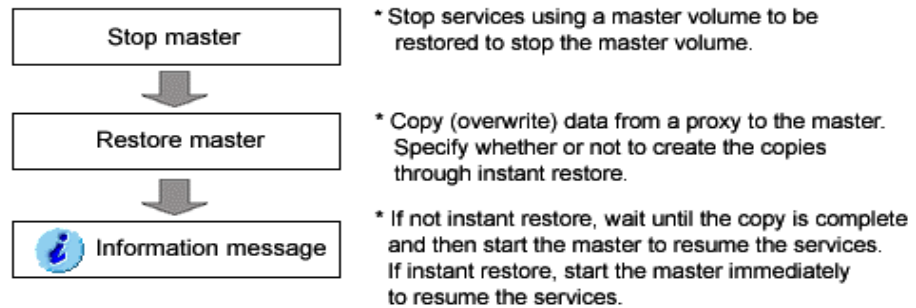 Stop master
* Stop services using a master volume to be
restored to stop the master volume.
Restore master
* Copy (overwrite) data from a proxy to the master.
Specify whether or not to create the copies
through instant restore.
i Information message
* If not instant restore, wait until the copy is complete
and then start the master to resume the services.
If instant restore, start the master immediately
to resume the services.